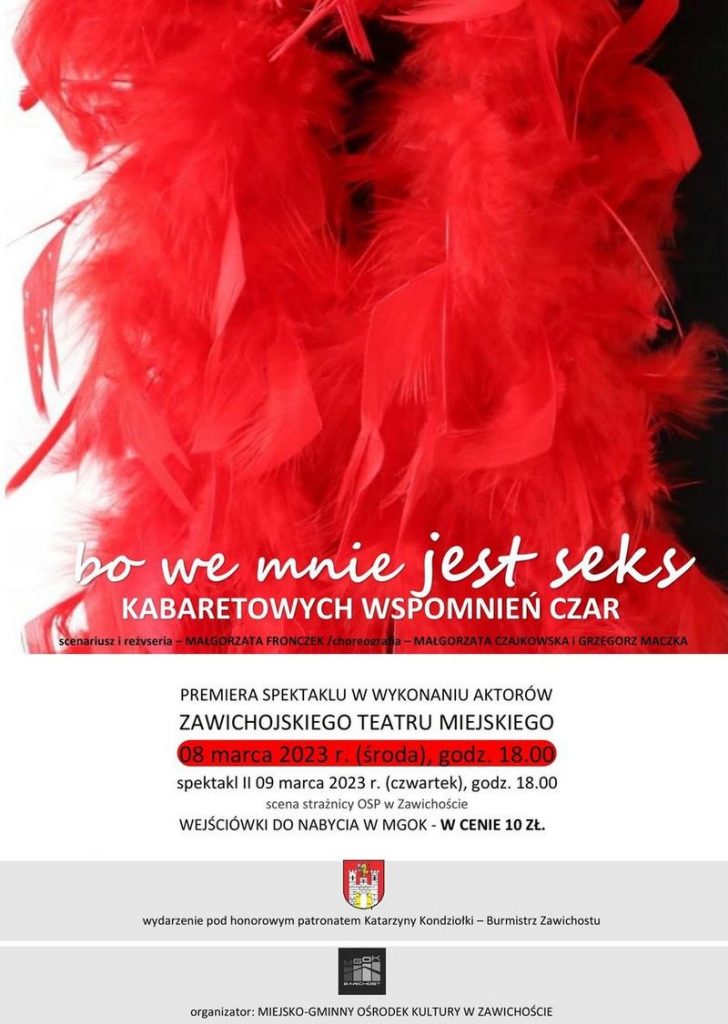 bo we mnie jest seks
KABARETOWYCH WSPOMNIEŃ CZAR
scenariusz i reżyseria – MAŁGORZATA FRONCZEK /choreografia – MAŁGORZATA CZAJKOWSKA i GRZEGORZ MACZKA
PREMIERA SPEKTAKLU W WYKONANIU AKTORÓW
ZAWICHOJSKIEGO TEATRU MIEJSKIEGO
08 marca 2023 r. (środa), godz. 18.00
spektakl II 09 marca 2023 r. (czwartek), godz. 18.00
scena strażnicy OSP w Zawichoście
WEJŚCIÓWKI DO NABYCIA W MGOK - W CENIE 10 ZŁ.
wydarzenie pod honorowym patronatem Katarzyny Kondziołki – Burmistrz Zawichostu
MGOK
ZAWICHOST
organizator: MIEJSKO-GMINNY OŚRODEK KULTURY W ZAWICHOŚCIE